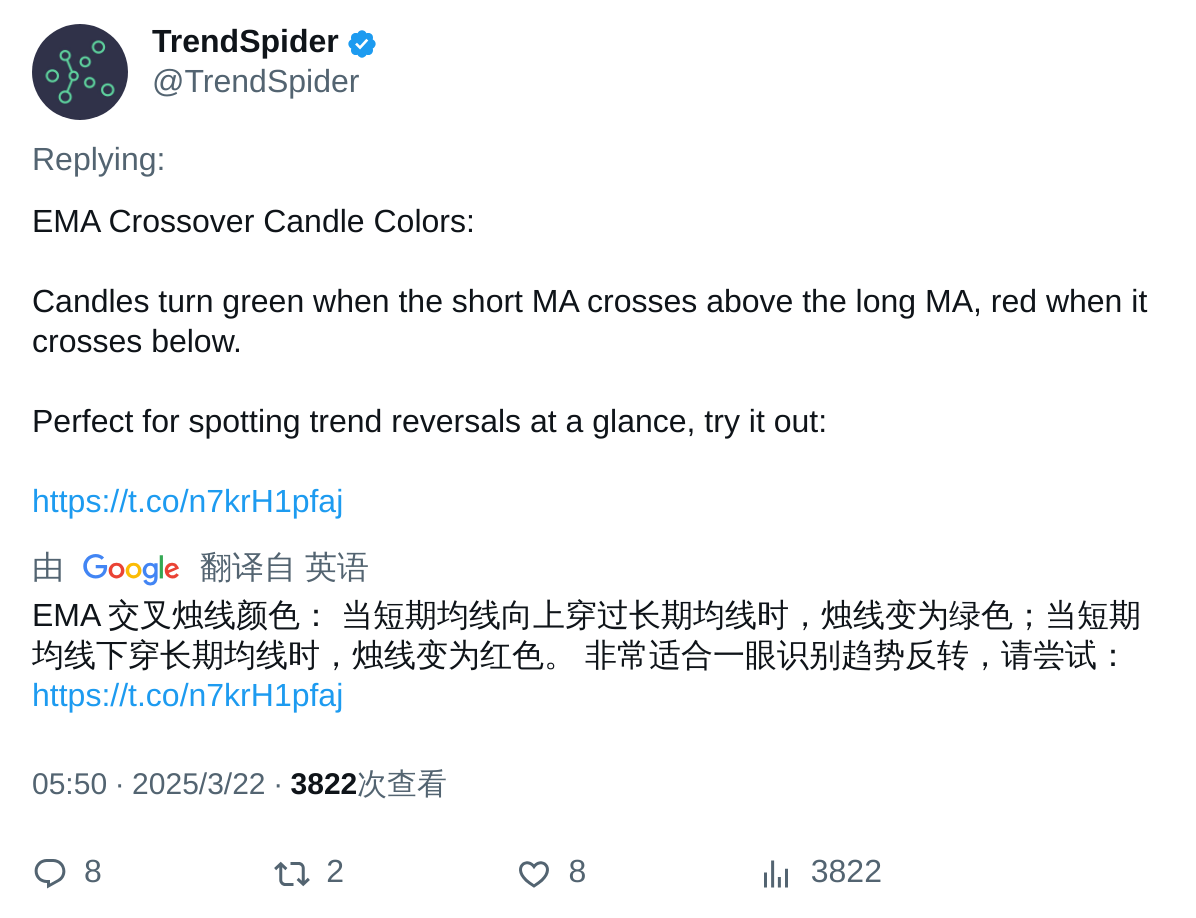 TrendSpider
@TrendSpider
Replying:
EMA Crossover Candle Colors:
Candles turn green when the short MA crosses above the long MA, red when it
crosses below.
Perfect for spotting trend reversals at a glance, try it out:
https://t.co/n7krH1pfaj
由 Google 翻译自 英语
EMA 交叉烛线颜色： 当短期均线向上穿过长期均线时，烛线变为绿色；当短期
均线下穿长期均线时，烛线变为红色。 非常适合一眼识别趋势反转，请尝试：
https://t.co/n7krH1pfaj
05:50 · 2025/3/22 · 3822次查看
8 2 8 3822